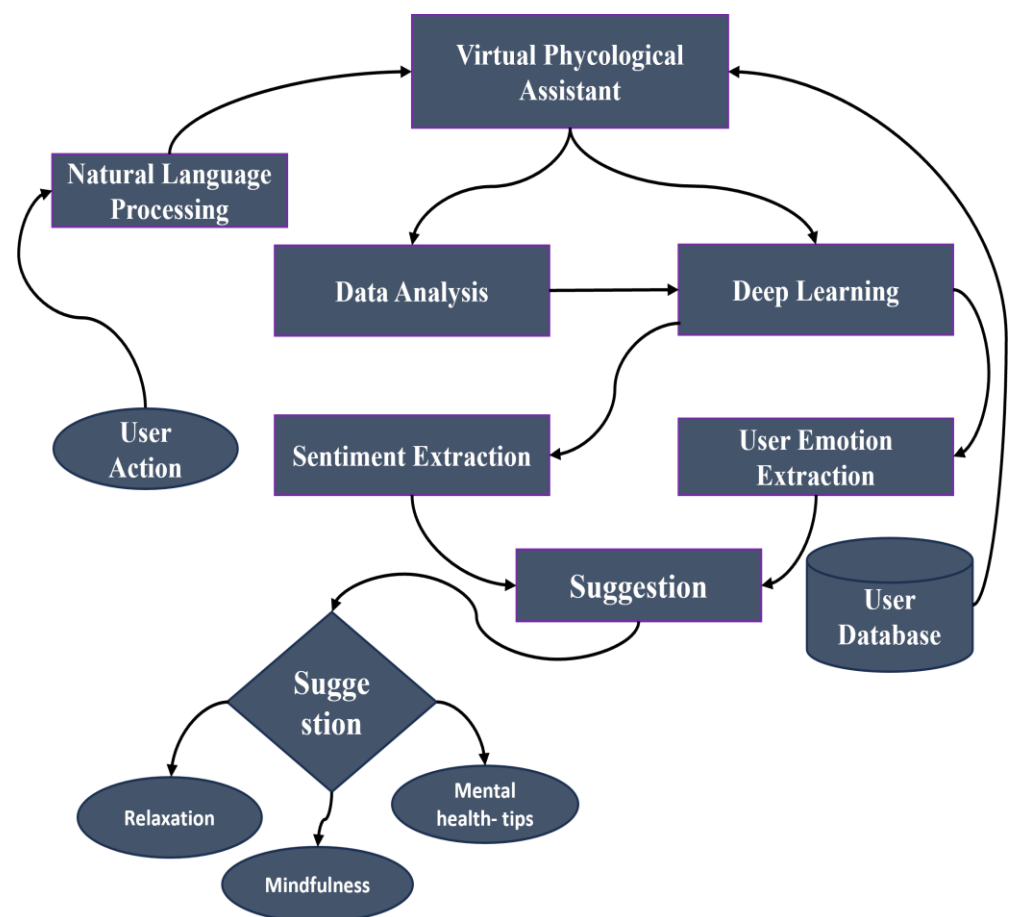 Virtual Phycological
Assistant
Natural Language
Processing
Data Analysis
Deep Learning
User
Action
Sentiment Extraction
User Emotion
Extraction
Suggestion
User
Database
Sugge
stion
Relaxation
Mental
health- tips
Mindfulness